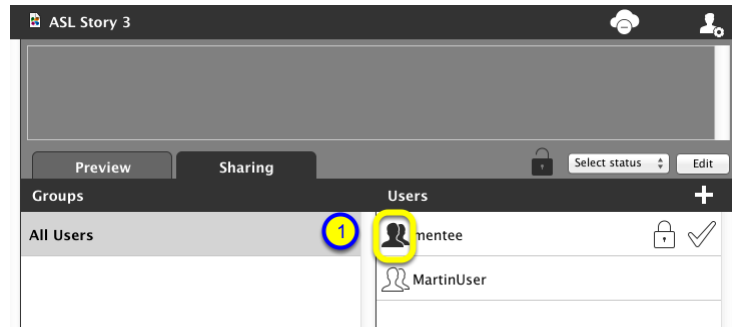 ASL Story 3
Preview
Sharing
Select status
Edit
Groups
Users
All Users
1
mentee
MartinUser